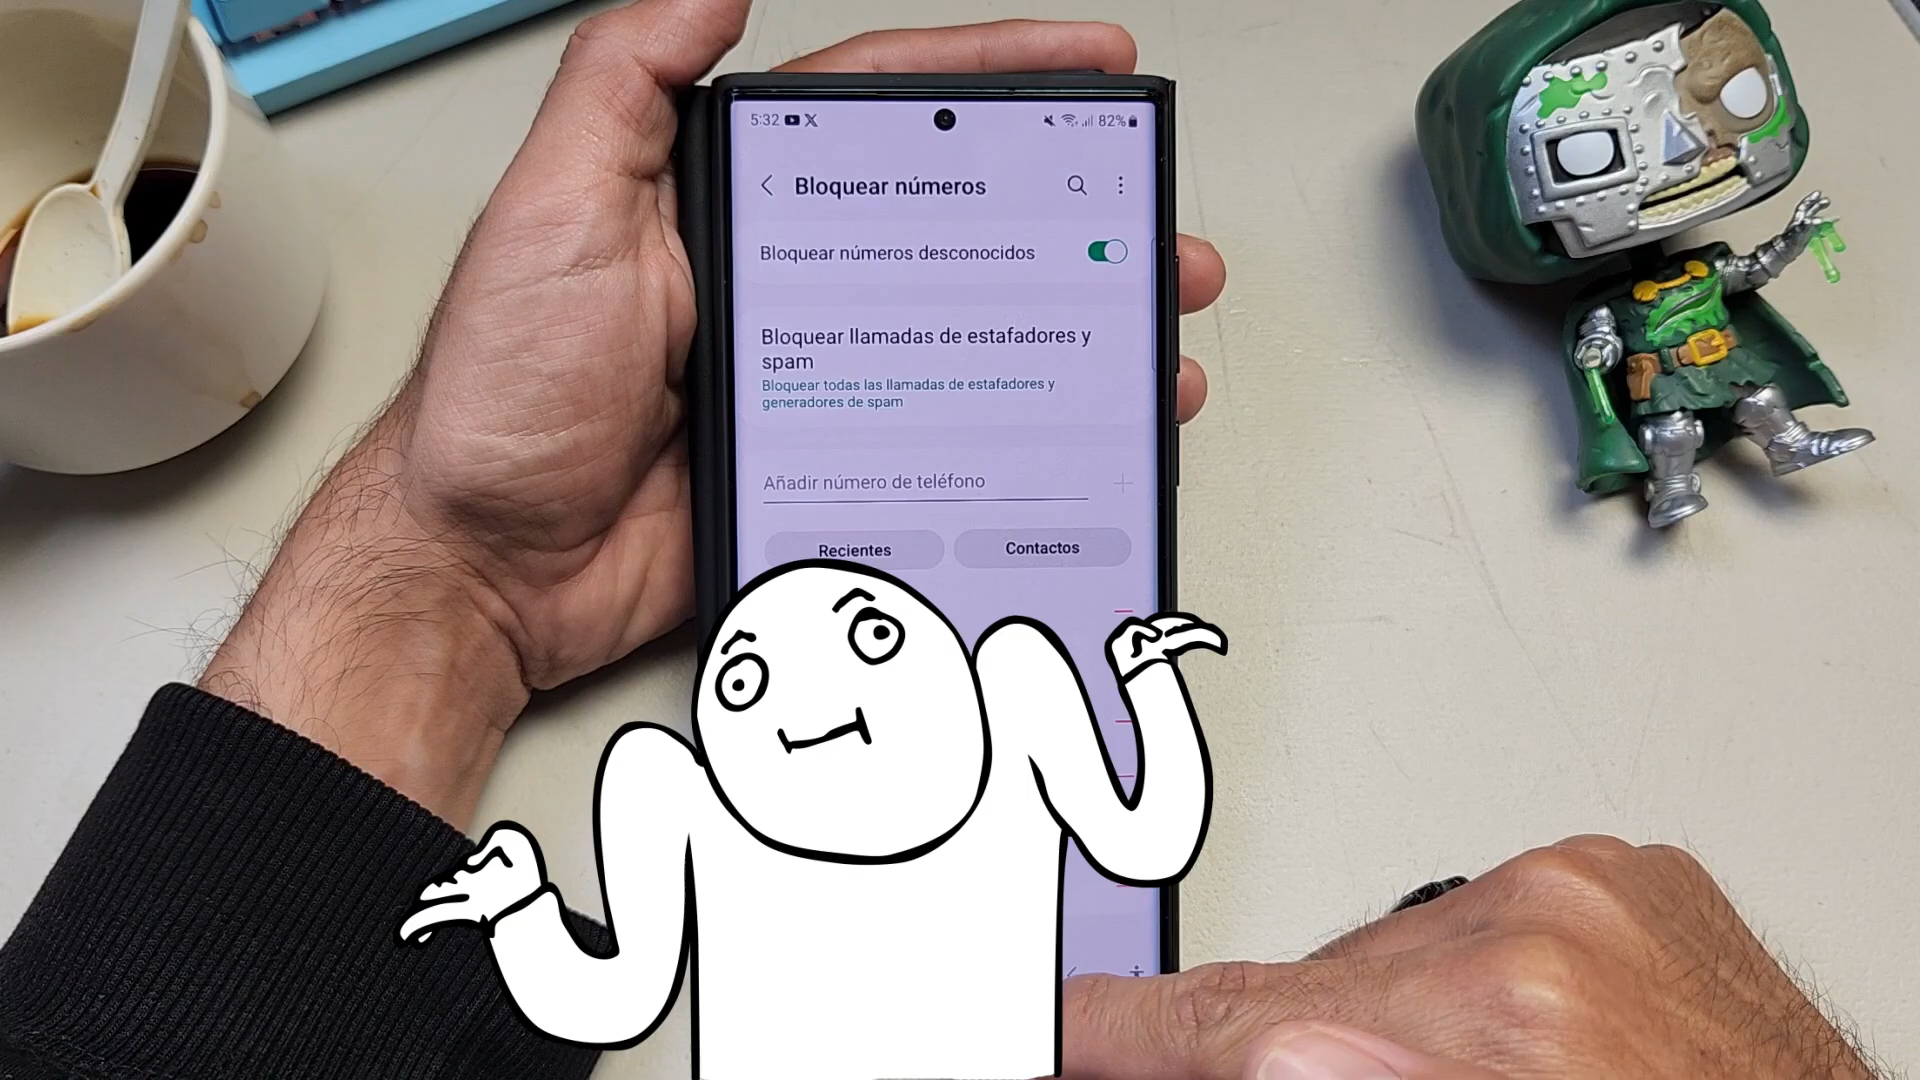 5:32 82%
Bloquear números
Bloquear números desconocidos
Bloquear llamadas de estafadores y
spam
Bloquear todas las llamadas de estafadores y
generadores de spam
Añadir número de teléfono
Recientes Contactos